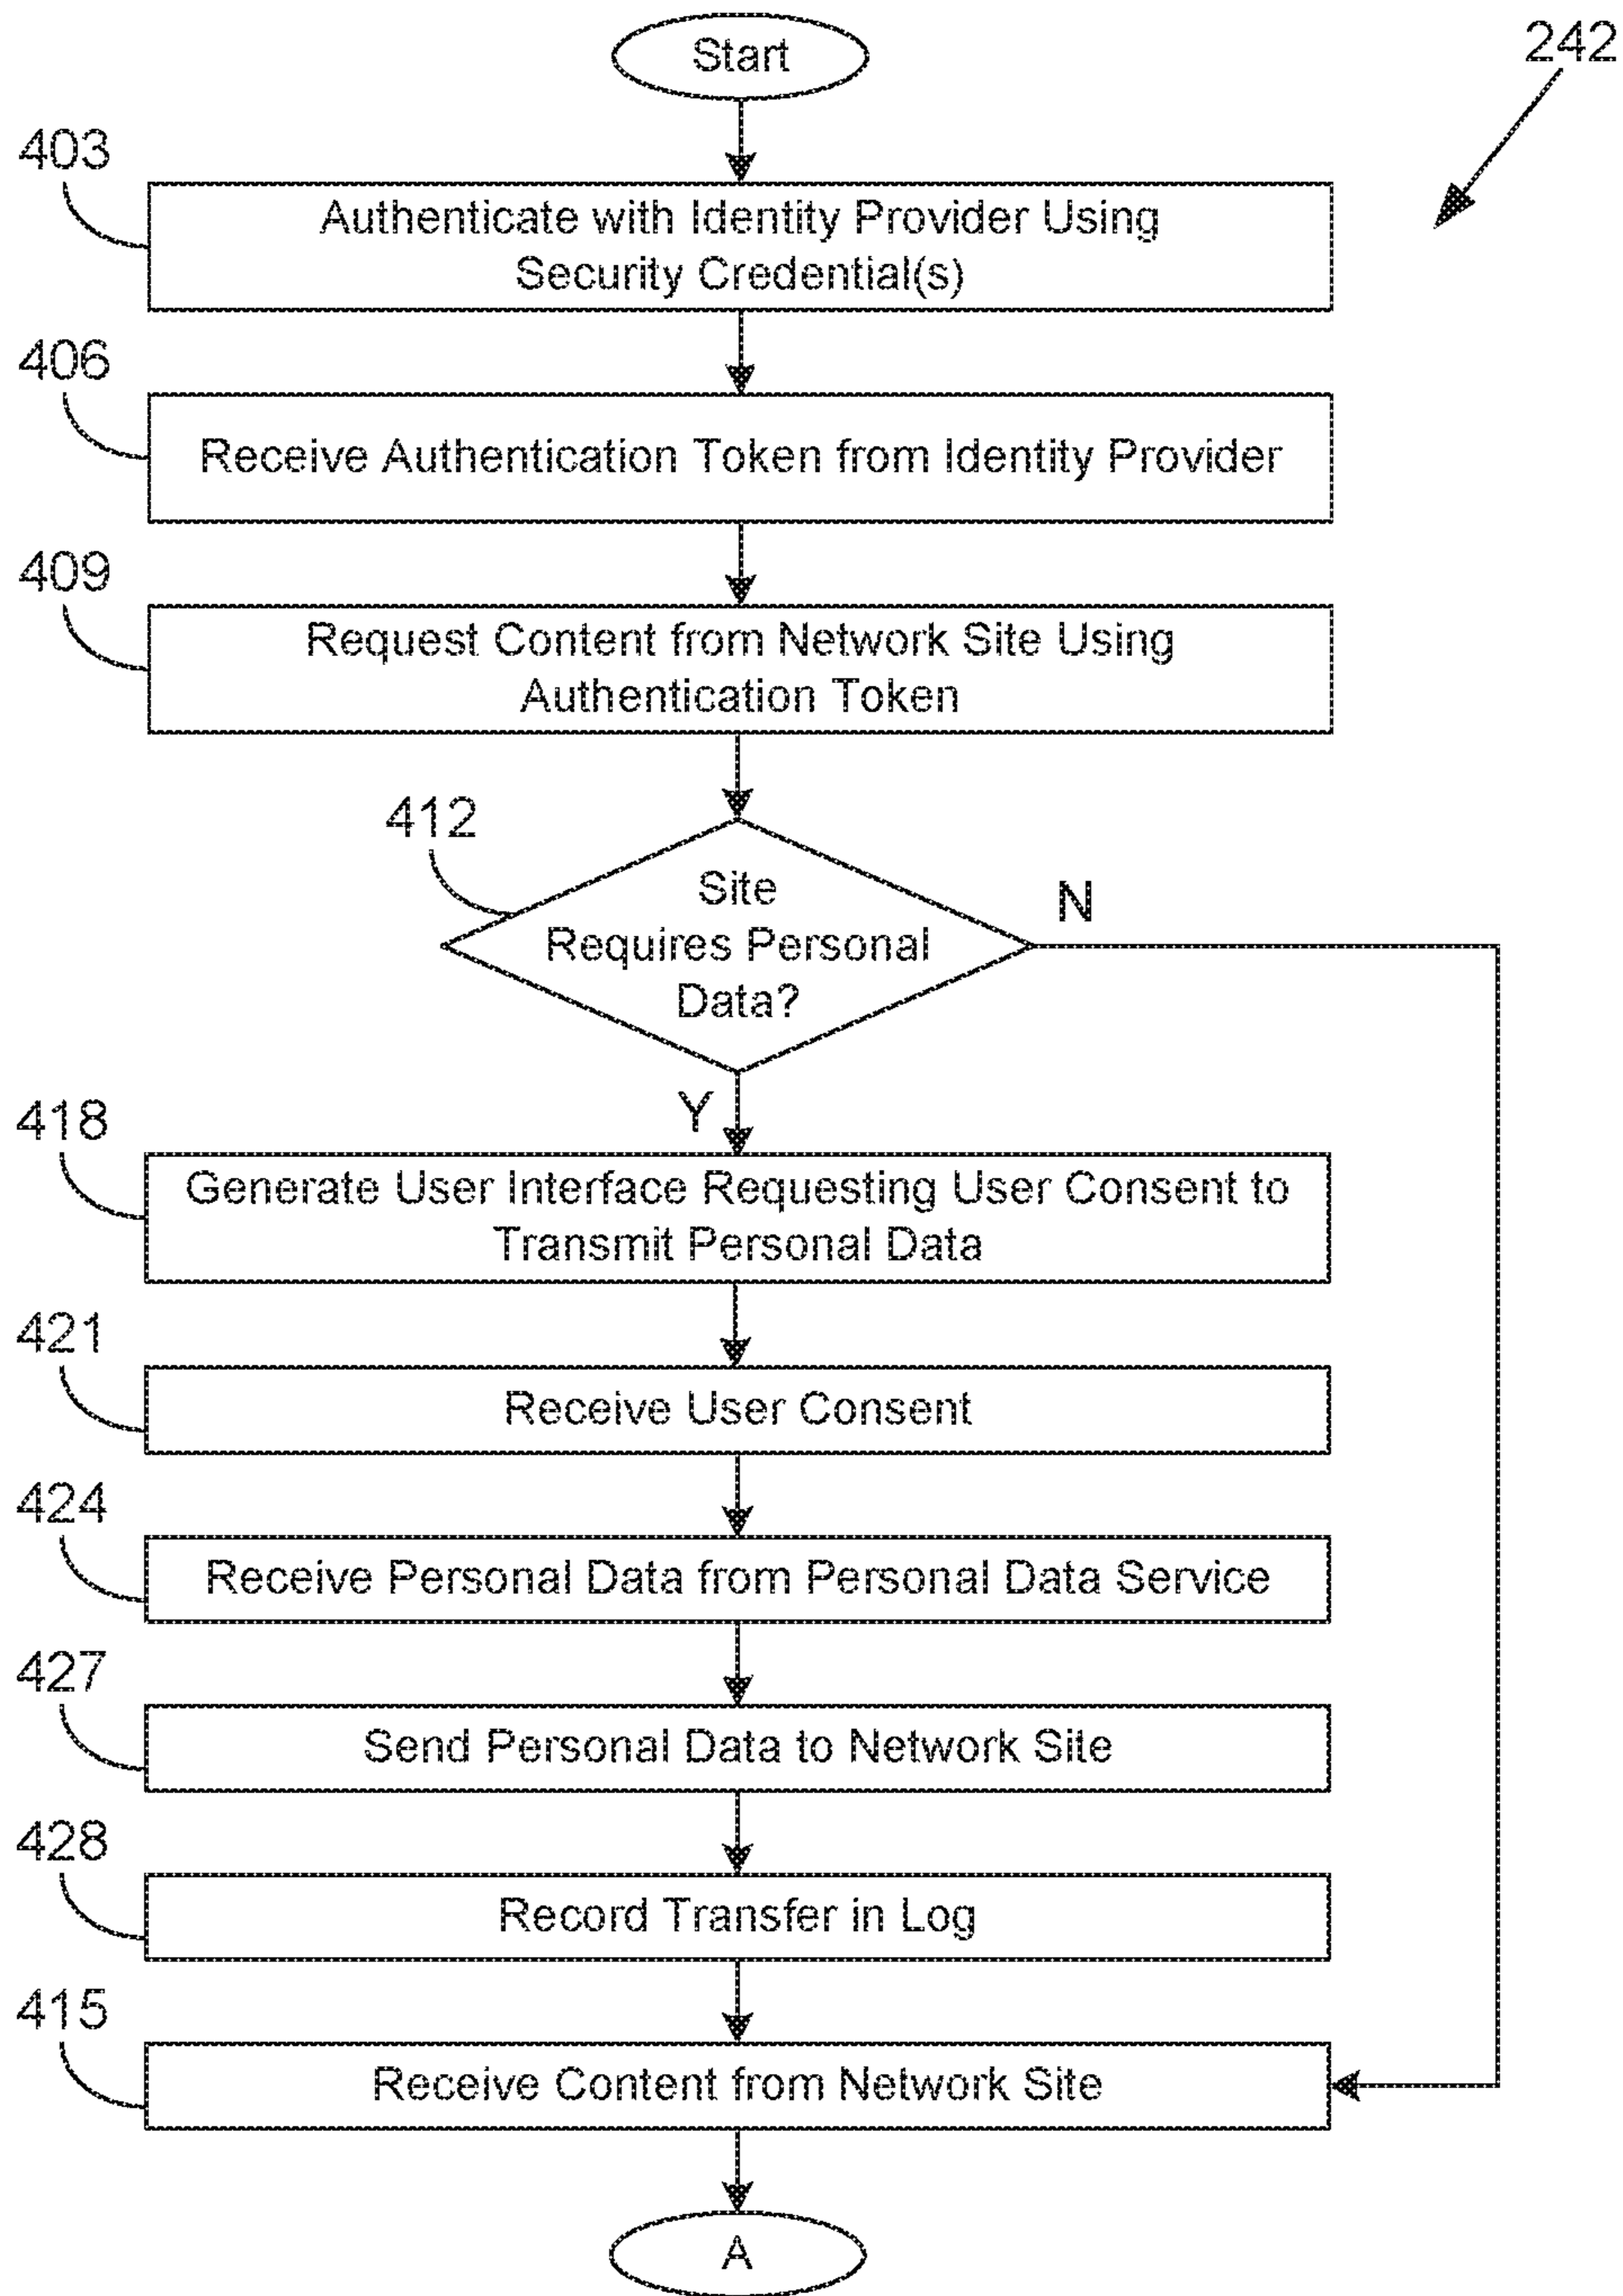 Start
242
403
Authenticate with Identity Provider Using
Security Credential(s)
406
Receive Authentication Token from Identity Provider
409
Request Content from Network Site Using
Authentication Token
412
Site
Requires Personal
Data?
N
Y
418
Generate User Interface Requesting User Consent to
Transmit Personal Data
421
Receive User Consent
424
Receive Personal Data from Personal Data Service
427
Send Personal Data to Network Site
428
Record Transfer in Log
415
Receive Content from Network Site
A